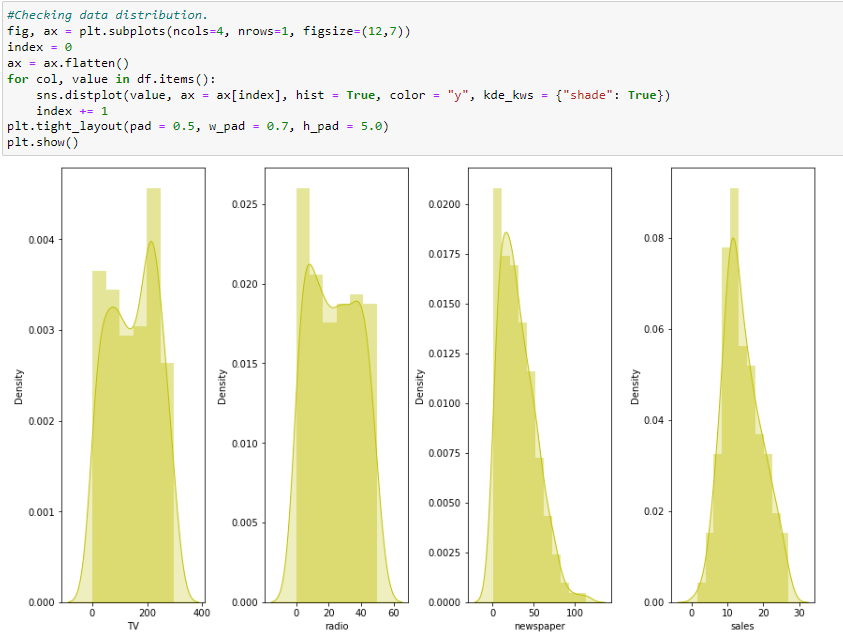 #Checking data distribution.
fig, ax = plt.subplots(ncols=4, nrows=1, figsize=(12,7))
index = 0
ax = ax.flatten()
for col, value in df.items():
    sns.distplot(value, ax = ax[index], hist = True, color = "y", kde_kws = {"shade": True})
    index += 1
plt.tight_layout(pad = 0.5, w_pad = 0.7, h_pad = 5.0)
plt.show()
Density
0.004
0.003
0.002
0.001
0.000
0 200 400
TV
Density
0.025
0.020
0.015
0.010
0.005
0.000
0 20 40 60
radio
Density
0.0200
0.0175
0.0150
0.0125
0.0100
0.0075
0.0050
0.0025
0.0000
0 50 100
newspaper
Density
0.08
0.06
0.04
0.02
0.00
0 10 20 30
sales